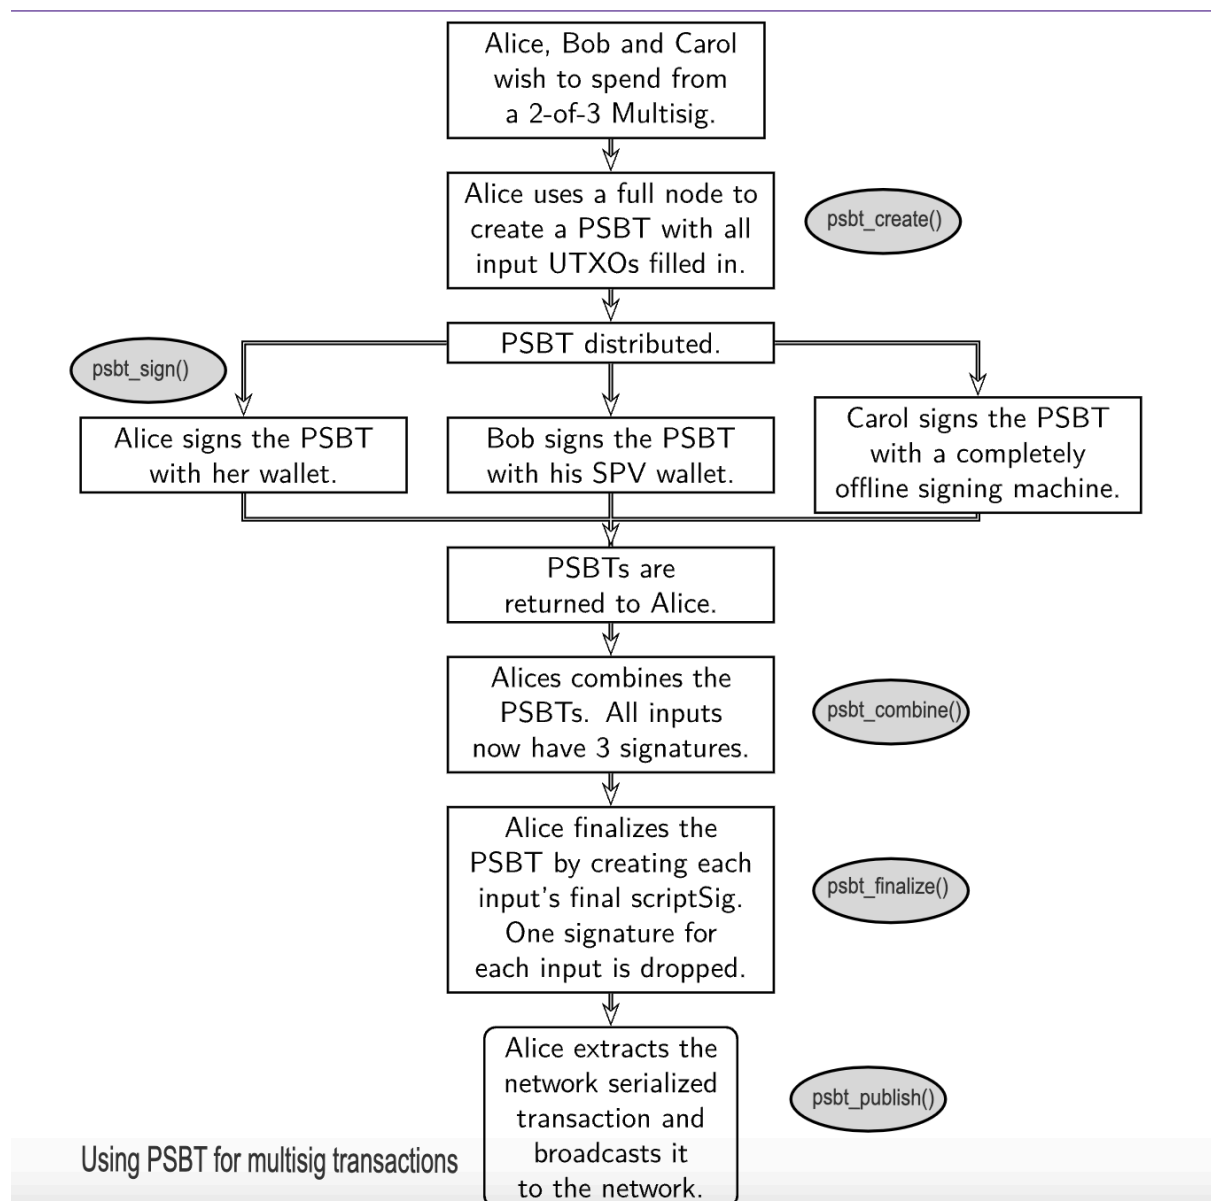 Alice, Bob and Carol
wish to spend from
a 2-of-3 Multisig.
Alice uses a full node to
create a PSBT with all
input UTXOs filled in.
psbt_create()
PSBT distributed.
psbt_sign()
Alice signs the PSBT
with her wallet.
Bob signs the PSBT
with his SPV wallet.
Carol signs the PSBT
with a completely
offline signing machine.
PSBTs are
returned to Alice.
Alices combines the
PSBTs. All inputs
now have 3 signatures.
psbt_combine()
Alice finalizes the
PSBT by creating each
input's final scriptSig.
One signature for
each input is dropped.
psbt_finalize()
Alice extracts the
network serialized
transaction and
broadcasts it
to the network.
psbt_publish()
Using PSBT for multisig transactions